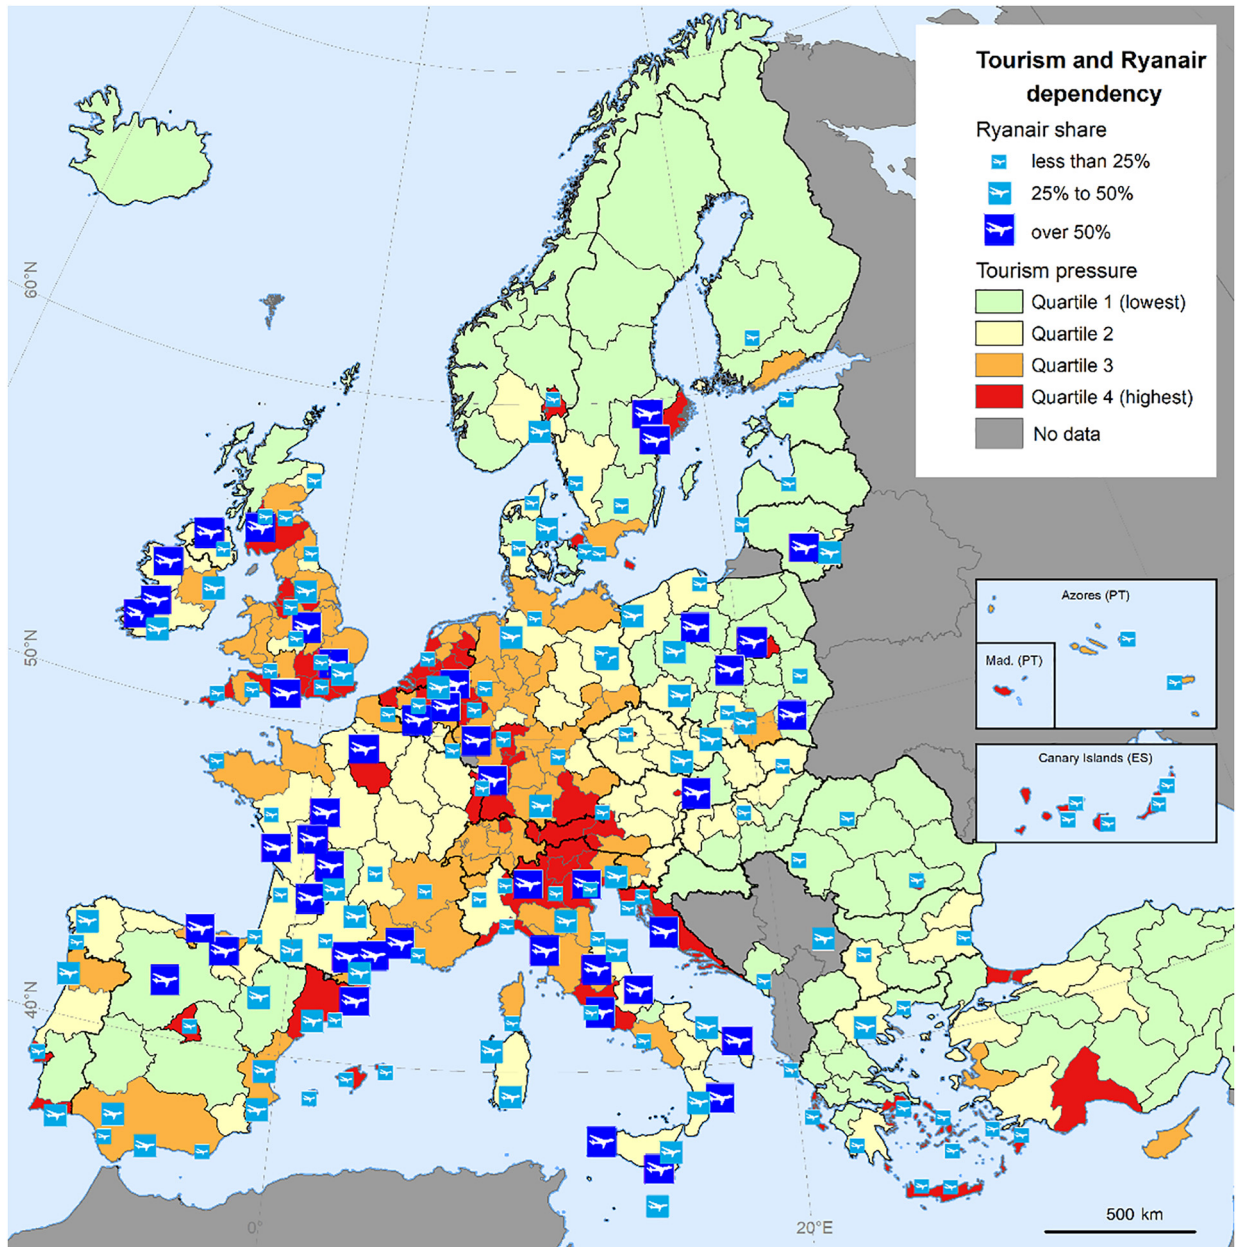 Tourism and Ryanair
dependency
Ryanair share
less than 25%
25% to 50%
over 50%
Tourism pressure
Quartile 1 (lowest)
Quartile 2
Quartile 3
Quartile 4 (highest)
No data
60°N
50°N
40°N
Azores (PT)
Mad. (PT)
Canary Islands (ES)
0°
20°E
500 km